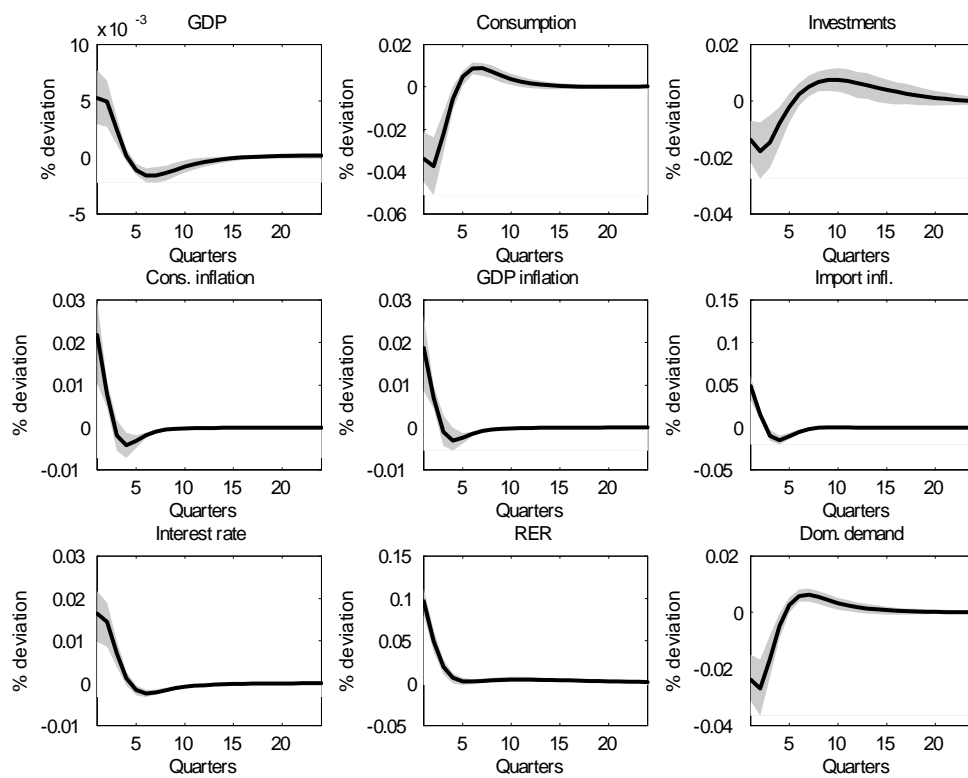 x 10 -3
GDP
10
5
0
-5
% deviation
5 10 15 20
Quarters
Consumption
0.02
0
-0.02
-0.04
-0.06
% deviation
5 10 15 20
Quarters
Investments
0.02
0
-0.02
-0.04
% deviation
5 10 15 20
Quarters
Cons. inflation
0.03
0.02
0.01
0
-0.01
% deviation
5 10 15 20
Quarters
GDP inflation
0.03
0.02
0.01
0
-0.01
% deviation
5 10 15 20
Quarters
Import infl.
0.15
0.1
0.05
0
-0.05
% deviation
5 10 15 20
Quarters
Interest rate
0.03
0.02
0.01
0
-0.01
% deviation
5 10 15 20
Quarters
RER
0.15
0.1
0.05
0
-0.05
% deviation
5 10 15 20
Quarters
Dom. demand
0.02
0
-0.02
-0.04
% deviation
5 10 15 20
Quarters